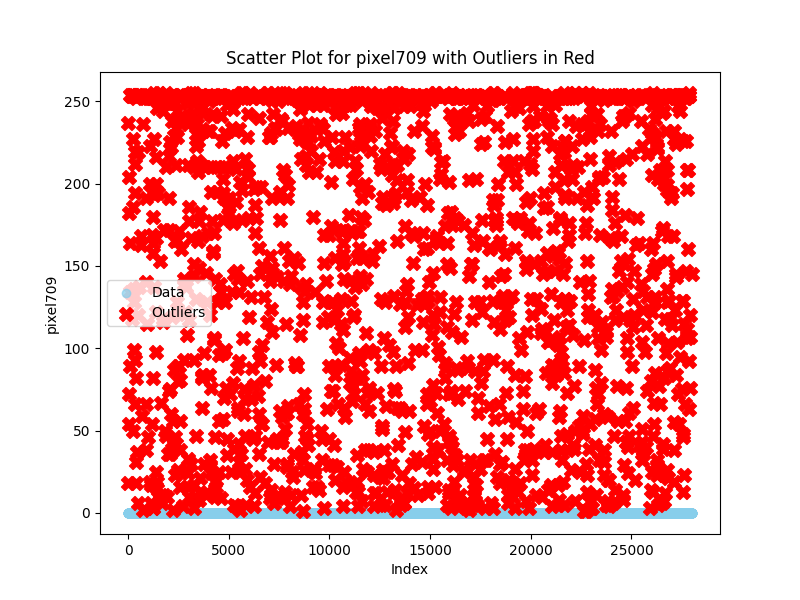 Scatter Plot for pixel709 with Outliers in Red
250
200
150
100
50
0
pixel709
Data
Outliers
0
5000
10000
15000
20000
25000
Index